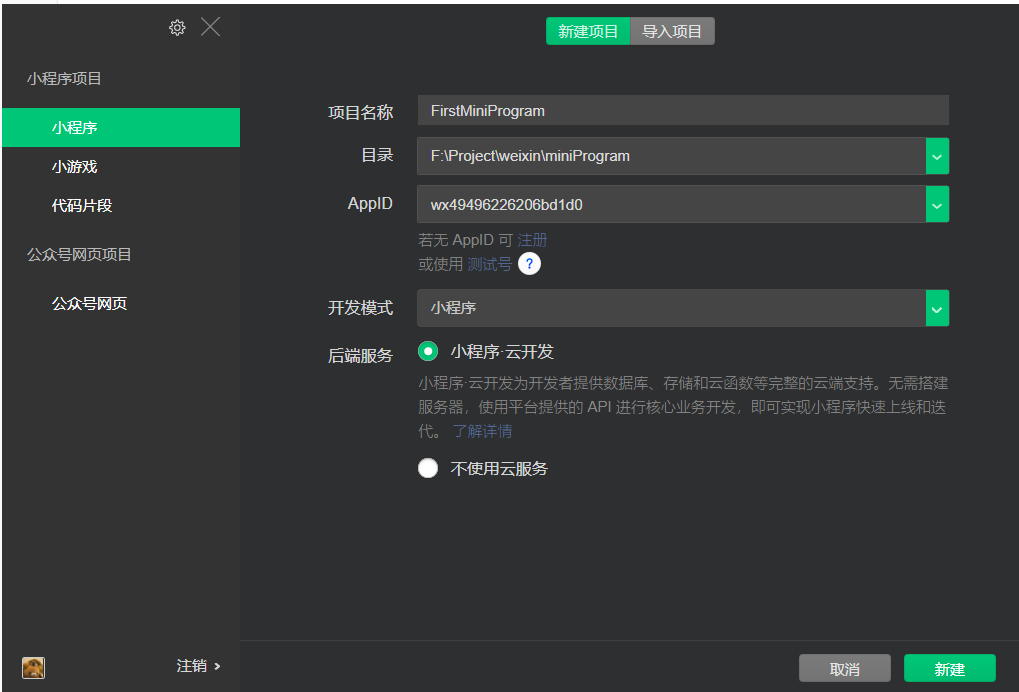 小程序项目
小程序
小游戏
代码片段
公众号网页项目
公众号网页
注销 >
新建项目 导入项目
项目名称 FirstMiniProgram
目录 F:\Project\weixin\miniProgram
AppID wx49496226206bd1d0
若无 AppID 可 注册
或使用 测试号 ?
开发模式 小程序
后端服务 小程序·云开发
小程序·云开发为开发者提供数据库、存储和云函数等完整的云端支持。无需搭建
服务器，使用平台提供的 API 进行核心业务开发，即可实现小程序快速上线和迭
代。 了解详情
不使用云服务
取消 新建